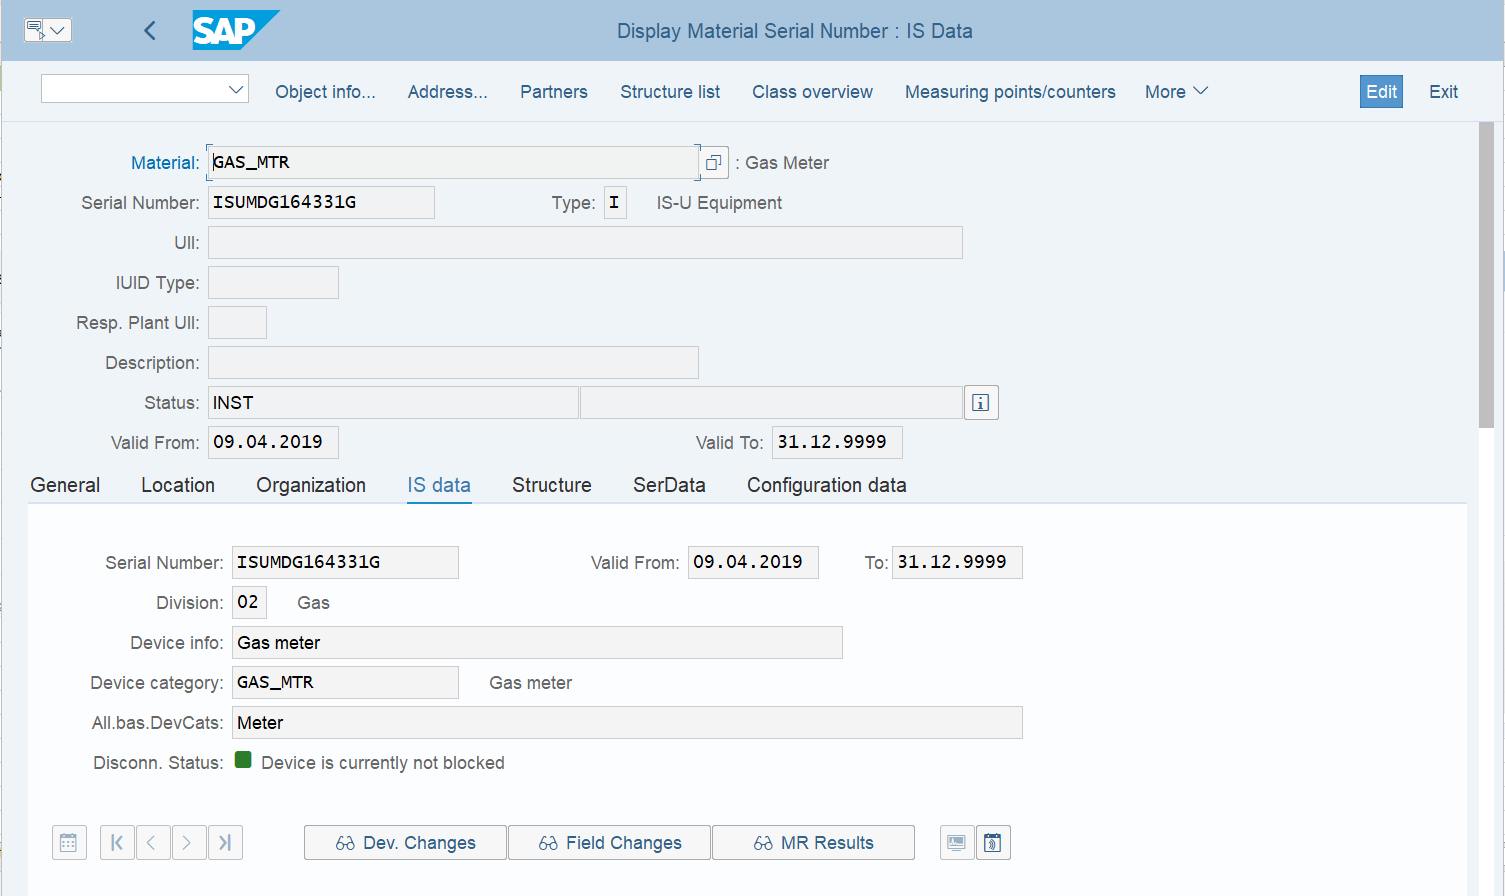 SAP Display Material Serial Number : IS Data
Object info... Address... Partners Structure list Class overview Measuring points/counters More Edit Exit
Material: GAS_MTR : Gas Meter
Serial Number: ISUMDG164331G Type: I IS-U Equipment
UII:
IUID Type:
Resp. Plant UII:
Description:
Status: INST
Valid From: 09.04.2019 Valid To: 31.12.9999
General Location Organization IS data Structure SerData Configuration data
Serial Number: ISUMDG164331G Valid From: 09.04.2019 To: 31.12.9999
Division: 02 Gas
Device info: Gas meter
Device category: GAS_MTR Gas meter
All.bas.DevCats: Meter
Disconn. Status: Device is currently not blocked
Dev. Changes Field Changes MR Results